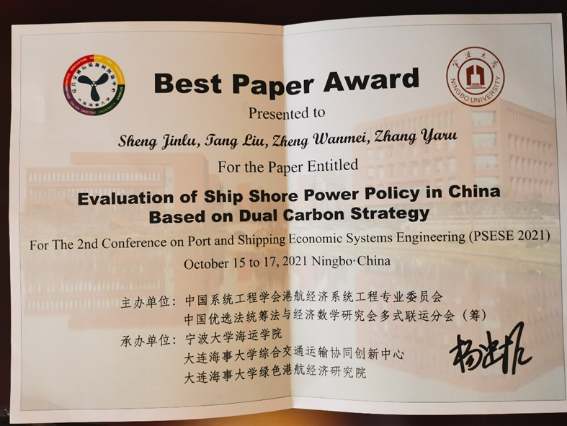 Best Paper Award
宁波大学
NINGBO UNIVERSITY
Presented to
Sheng Jinlu, Tang Liu, Zheng Wanmei, Zhang Yaru
For the Paper Entitled
Evaluation of Ship Shore Power Policy in China
Based on Dual Carbon Strategy
For The 2nd Conference on Port and Shipping Economic Systems Engineering (PSESE 2021)
October 15 to 17, 2021 Ningbo·China
主办单位：中国系统工程学会港航经济系统工程专业委员会
中国优选法统筹法与经济数学研究会多式联运分会（筹）
承办单位：宁波大学海运学院
大连海事大学综合交通运输协同创新中心
大连海事大学绿色港航经济研究院